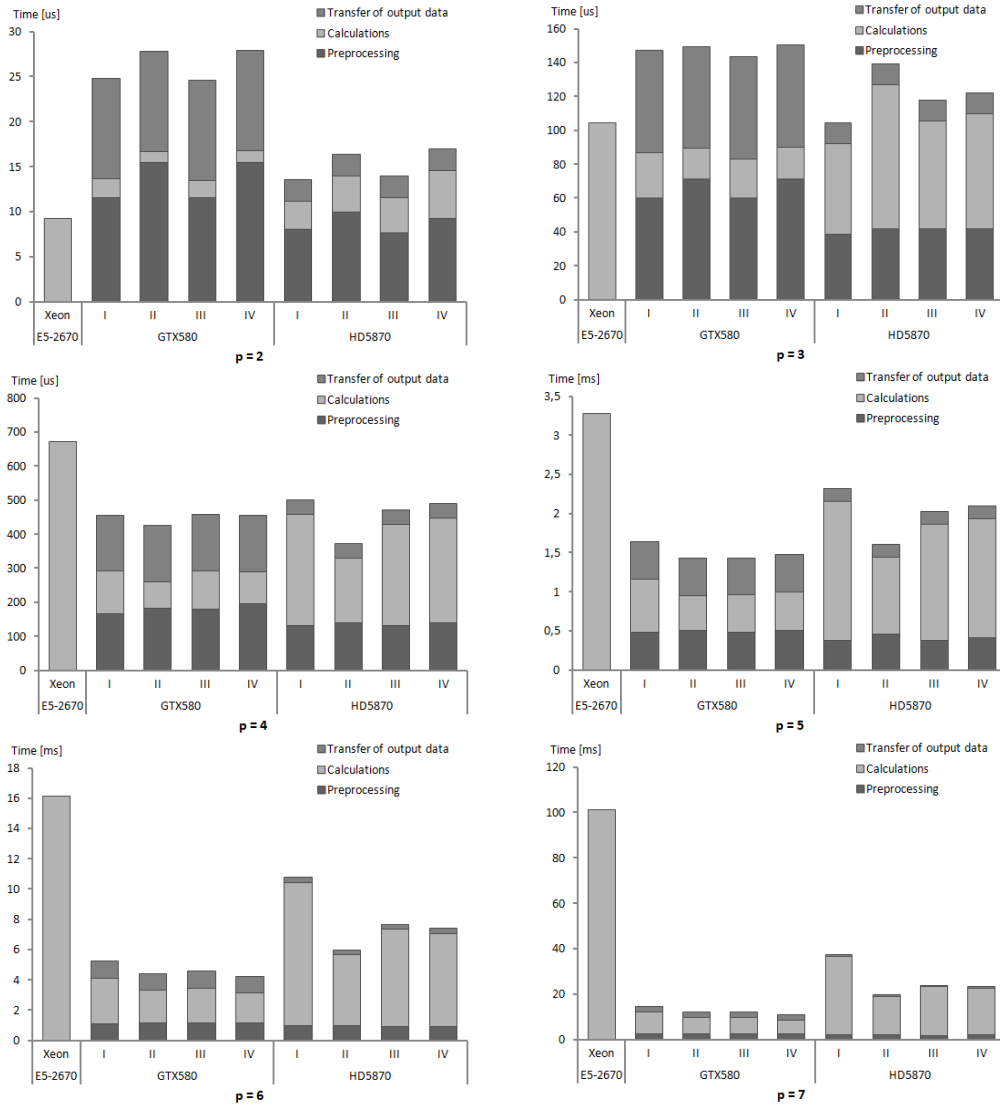 Time [us]
Transfer of output data
Calculations
Preprocessing
30
25
20
15
10
5
0
Xeon I II III IV I II III IV
E5-2670 GTX580 HD5870
p = 2
Time [us]
Transfer of output data
Calculations
Preprocessing
160
140
120
100
80
60
40
20
0
Xeon I II III IV I II III IV
E5-2670 GTX580 HD5870
p = 3
Time [us]
Transfer of output data
Calculations
Preprocessing
800
700
600
500
400
300
200
100
0
Xeon I II III IV I II III IV
E5-2670 GTX580 HD5870
p = 4
Time [ms]
Transfer of output data
Calculations
Preprocessing
3,5
3
2,5
2
1,5
1
0,5
0
Xeon I II III IV I II III IV
E5-2670 GTX580 HD5870
p = 5
Time [ms]
Transfer of output data
Calculations
Preprocessing
18
16
14
12
10
8
6
4
2
0
Xeon I II III IV I II III IV
E5-2670 GTX580 HD5870
p = 6
Time [ms]
Transfer of output data
Calculations
Preprocessing
120
100
80
60
40
20
0
Xeon I II III IV I II III IV
E5-2670 GTX580 HD5870
p = 7